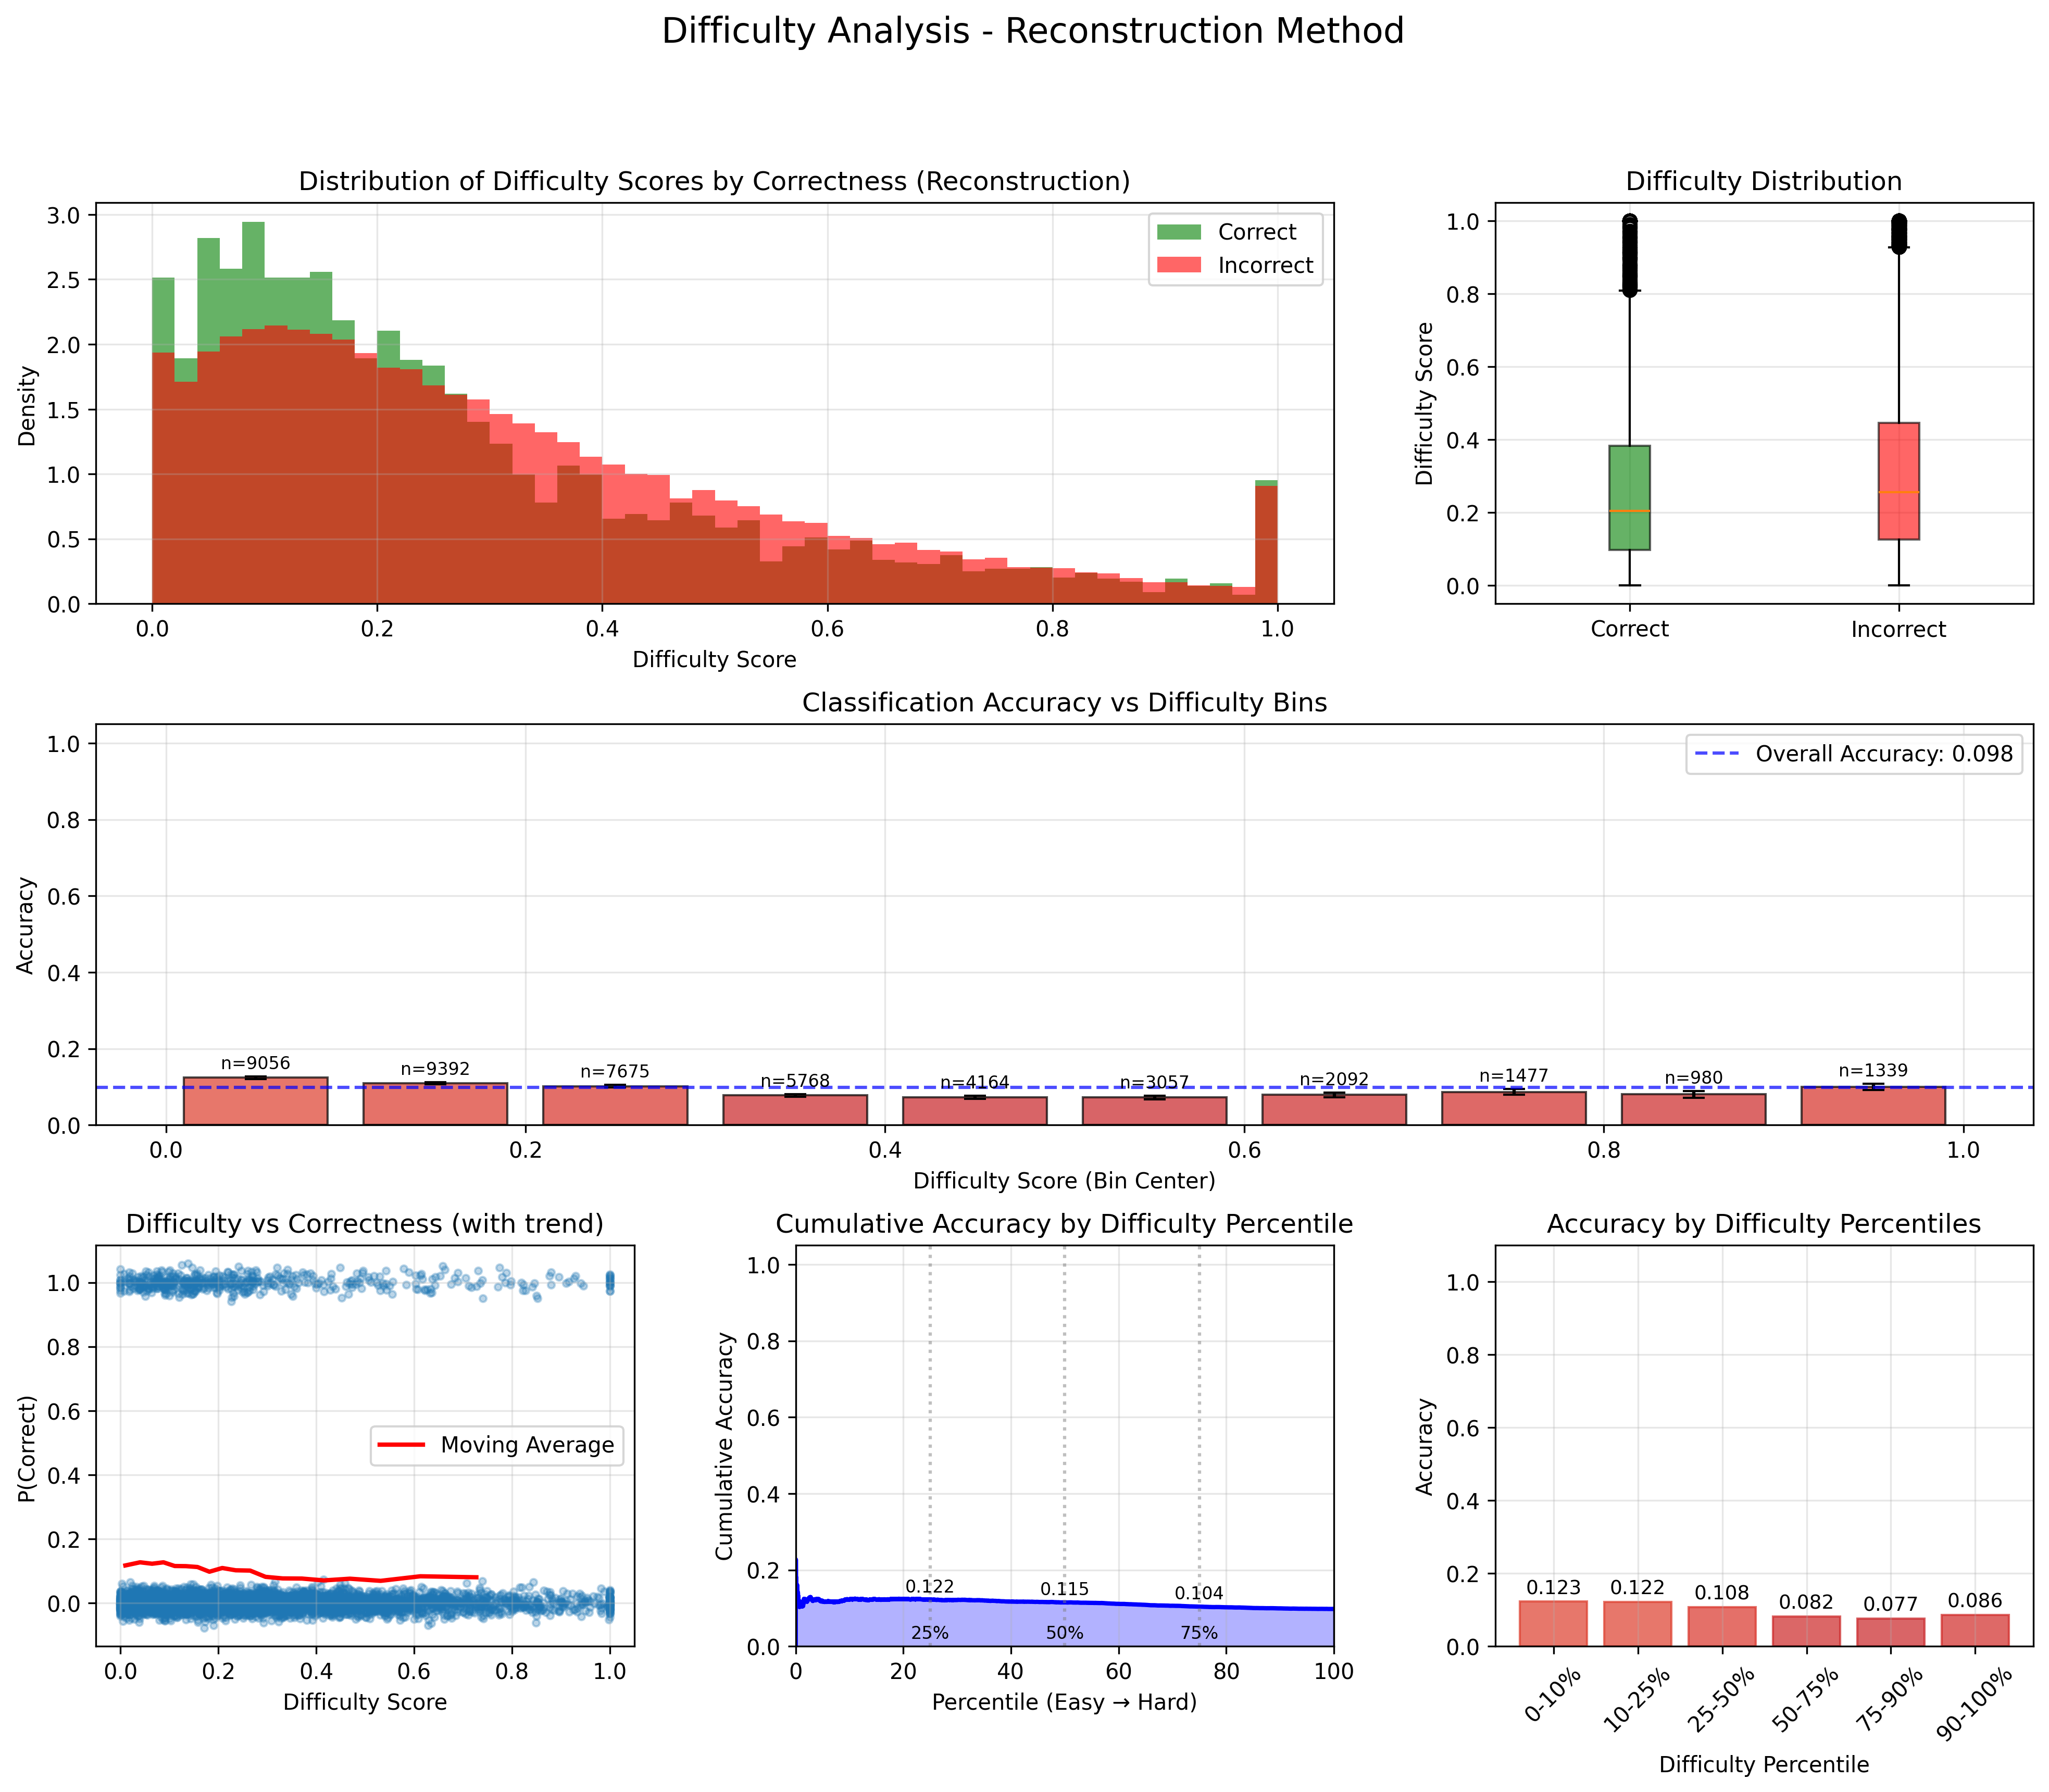 Difficulty Analysis - Reconstruction Method
Distribution of Difficulty Scores by Correctness (Reconstruction)
3.0
2.5
2.0
1.5
1.0
0.5
0.0
Density
Correct
Incorrect
0.0 0.2 0.4 0.6 0.8 1.0
Difficulty Score
Difficulty Distribution
1.0
0.8
0.6
0.4
0.2
0.0
Difficulty Score
Correct Incorrect
Classification Accuracy vs Difficulty Bins
1.0
0.8
0.6
0.4
0.2
0.0
Accuracy
Overall Accuracy: 0.098
n=9056 n=9392 n=7675 n=5768 n=4164 n=3057 n=2092 n=1477 n=980 n=1339
0.0 0.2 0.4 0.6 0.8 1.0
Difficulty Score (Bin Center)
Difficulty vs Correctness (with trend)
1.0
0.8
0.6
0.4
0.2
0.0
P(Correct)
Moving Average
0.0 0.2 0.4 0.6 0.8 1.0
Difficulty Score
Cumulative Accuracy by Difficulty Percentile
1.0
0.8
0.6
0.4
0.2
0.0
Cumulative Accuracy
0.122 0.115 0.104
25% 50% 75%
0 20 40 60 80 100
Percentile (Easy → Hard)
Accuracy by Difficulty Percentiles
1.0
0.8
0.6
0.4
0.2
0.0
Accuracy
0.123 0.122 0.108 0.082 0.077 0.086
0-10% 10-25% 25-50% 50-75% 75-90% 90-100%
Difficulty Percentile